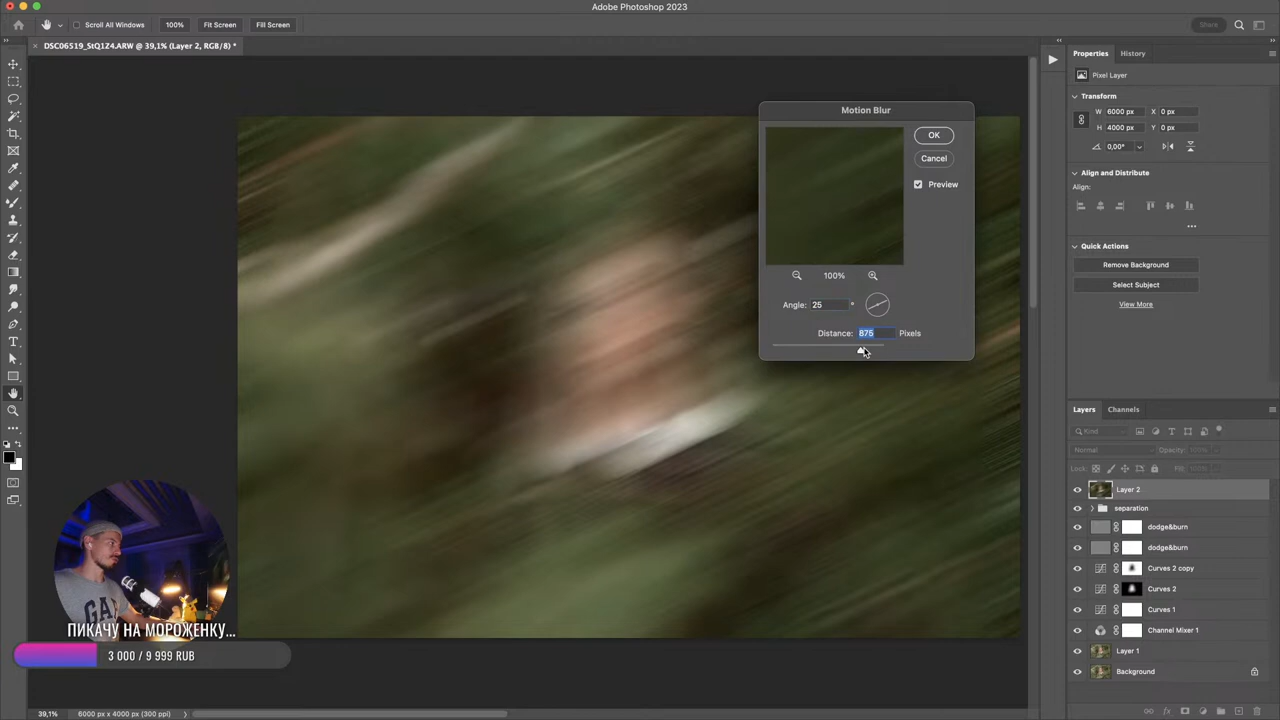 Adobe Photoshop 2023
Scroll All Windows
100%
Fit Screen
Fill Screen
Share
× DSC06519_StQ1Z4.ARW @ 39,1% (Layer 2, RGB/8) *
Motion Blur
OK
Cancel
Preview
100%
Angle: 25 °
Distance: 875 Pixels
Properties
History
Pixel Layer
Transform
W 6000 px
X 0 px
H 4000 px
Y 0 px
0,00°
Align and Distribute
Align:
Quick Actions
Remove Background
Select Subject
View More
Layers
Channels
Kind
Normal
Opacity: 100%
Lock:
Fill: 100%
Layer 2
separation
dodge&burn
dodge&burn
Curves 2 copy
Curves 2
Curves 1
Channel Mixer 1
Layer 1
Background
GAP
ПИКАЧУ НА МОРОЖЕНКУ...
3 000 / 9 999 RUB
39,1%
6000 px x 4000 px (300 ppi)